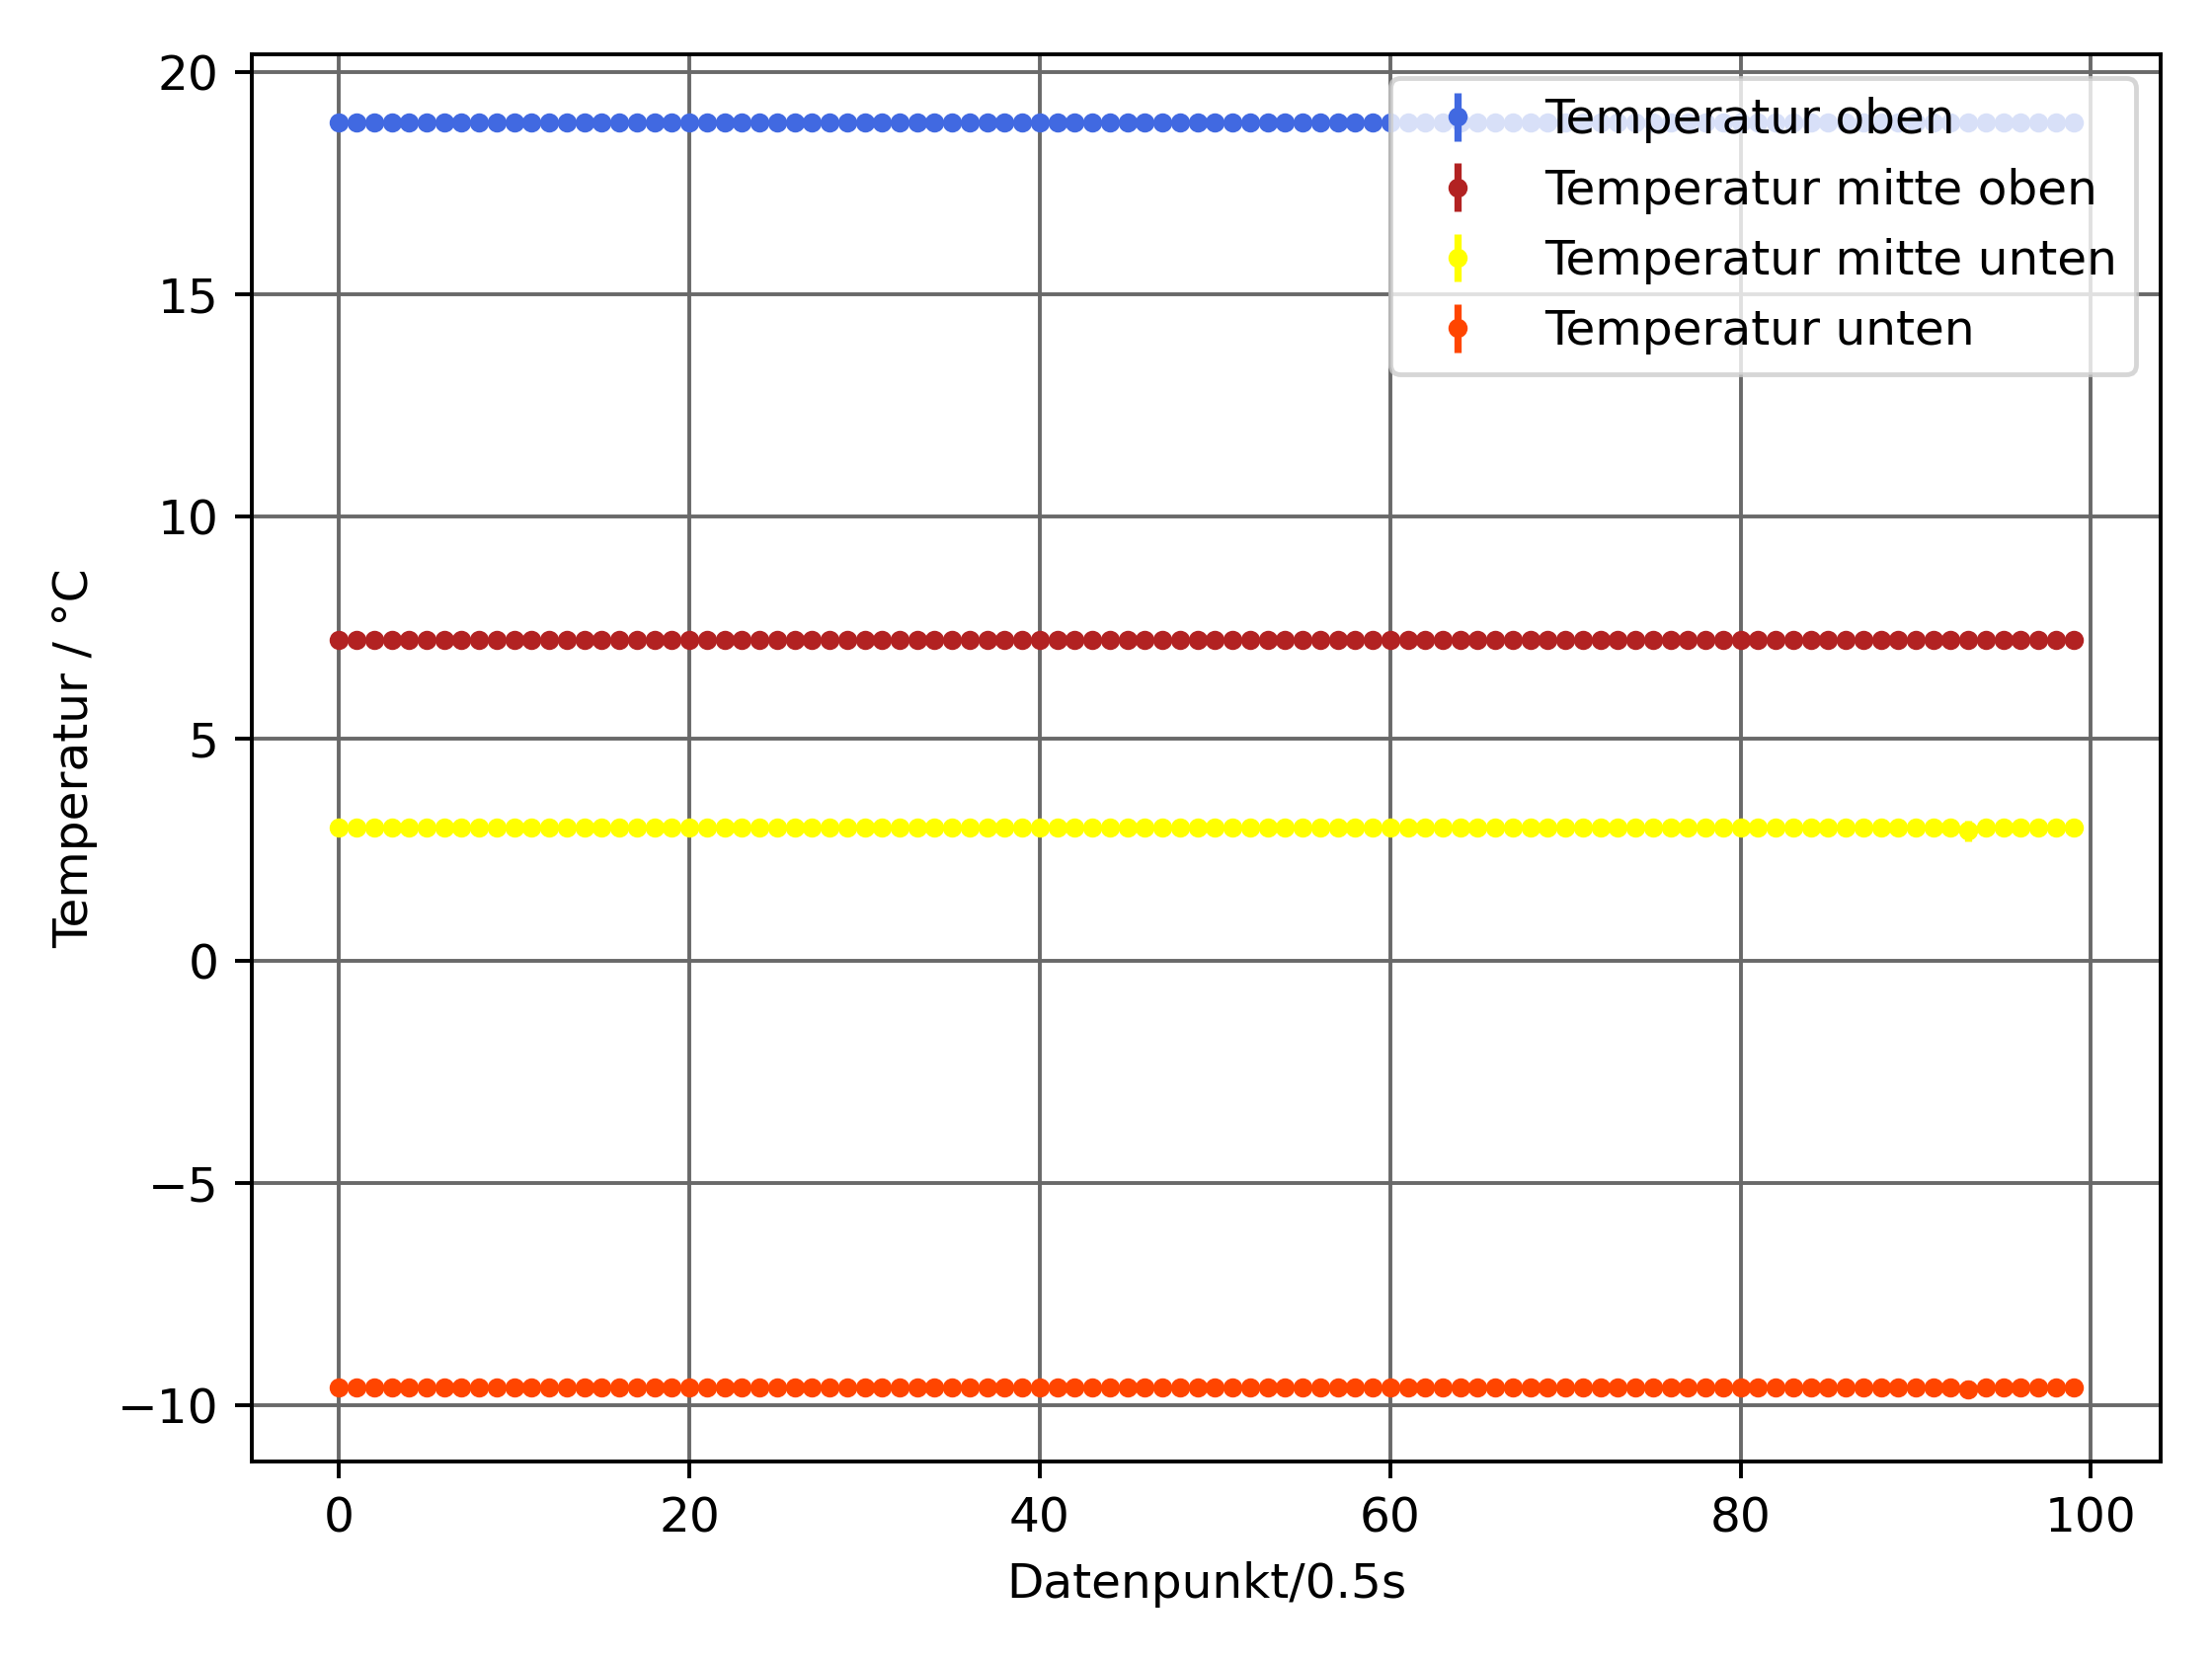 Temperatur / °C
20
15
10
5
0
−5
−10
Temperatur oben
Temperatur mitte oben
Temperatur mitte unten
Temperatur unten
0 20 40 60 80 100
Datenpunkt/0.5s